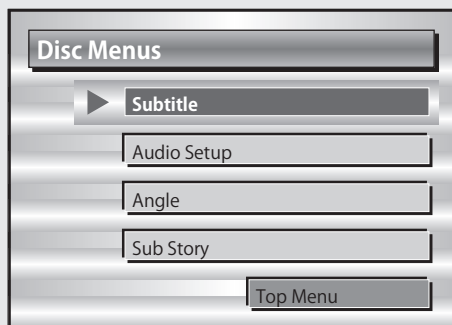 Disc Menus
Subtitle
Audio Setup
Angle
Sub Story
Top Menu